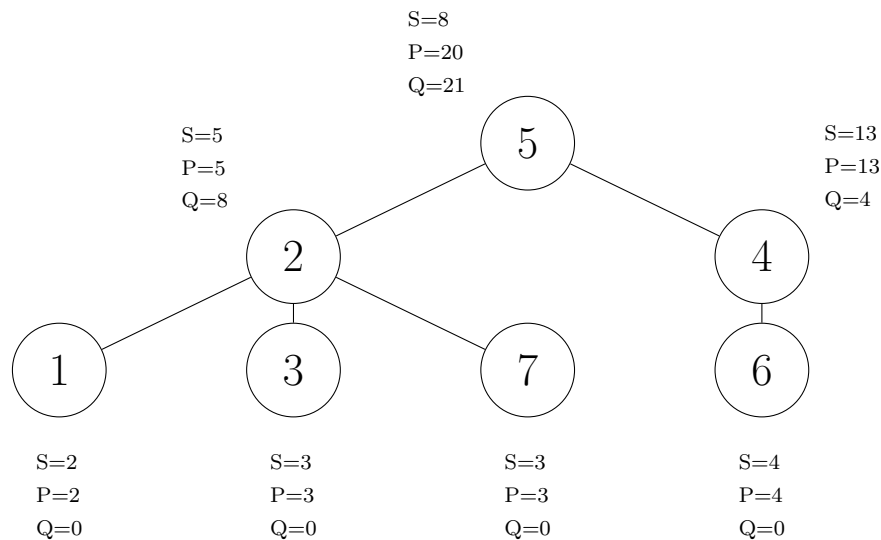 S=8
P=20
Q=21
5
S=5
P=5
Q=8
S=13
P=13
Q=4
2
4
1
3
7
6
S=2
P=2
Q=0
S=3
P=3
Q=0
S=3
P=3
Q=0
S=4
P=4
Q=0